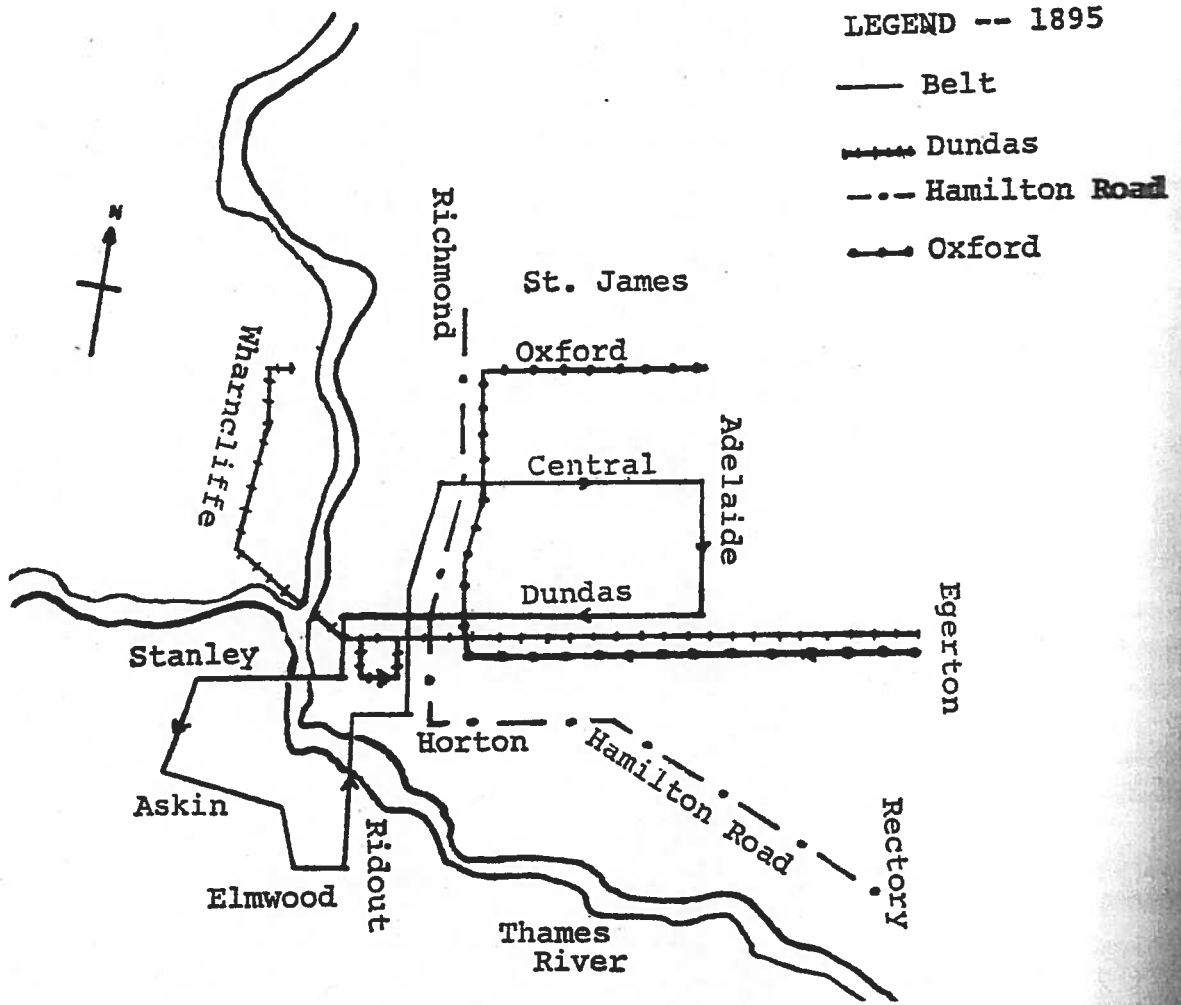 LEGEND -- 1895
Belt
Dundas
Hamilton Road
Oxford
N
Richmond
St. James
Oxford
Wharncliffe
Adelaide
Central
Dundas
Egerton
Stanley
Horton
Hamilton Road
Askin
Ridout
Rectory
Elmwood
Thames
River